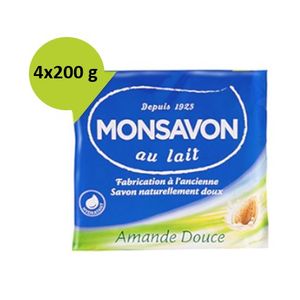 4x200 g
Depuis 1925
MONSAVON
au lait
Fabrication à l'ancienne
Savon naturellement doux
Amande Douce